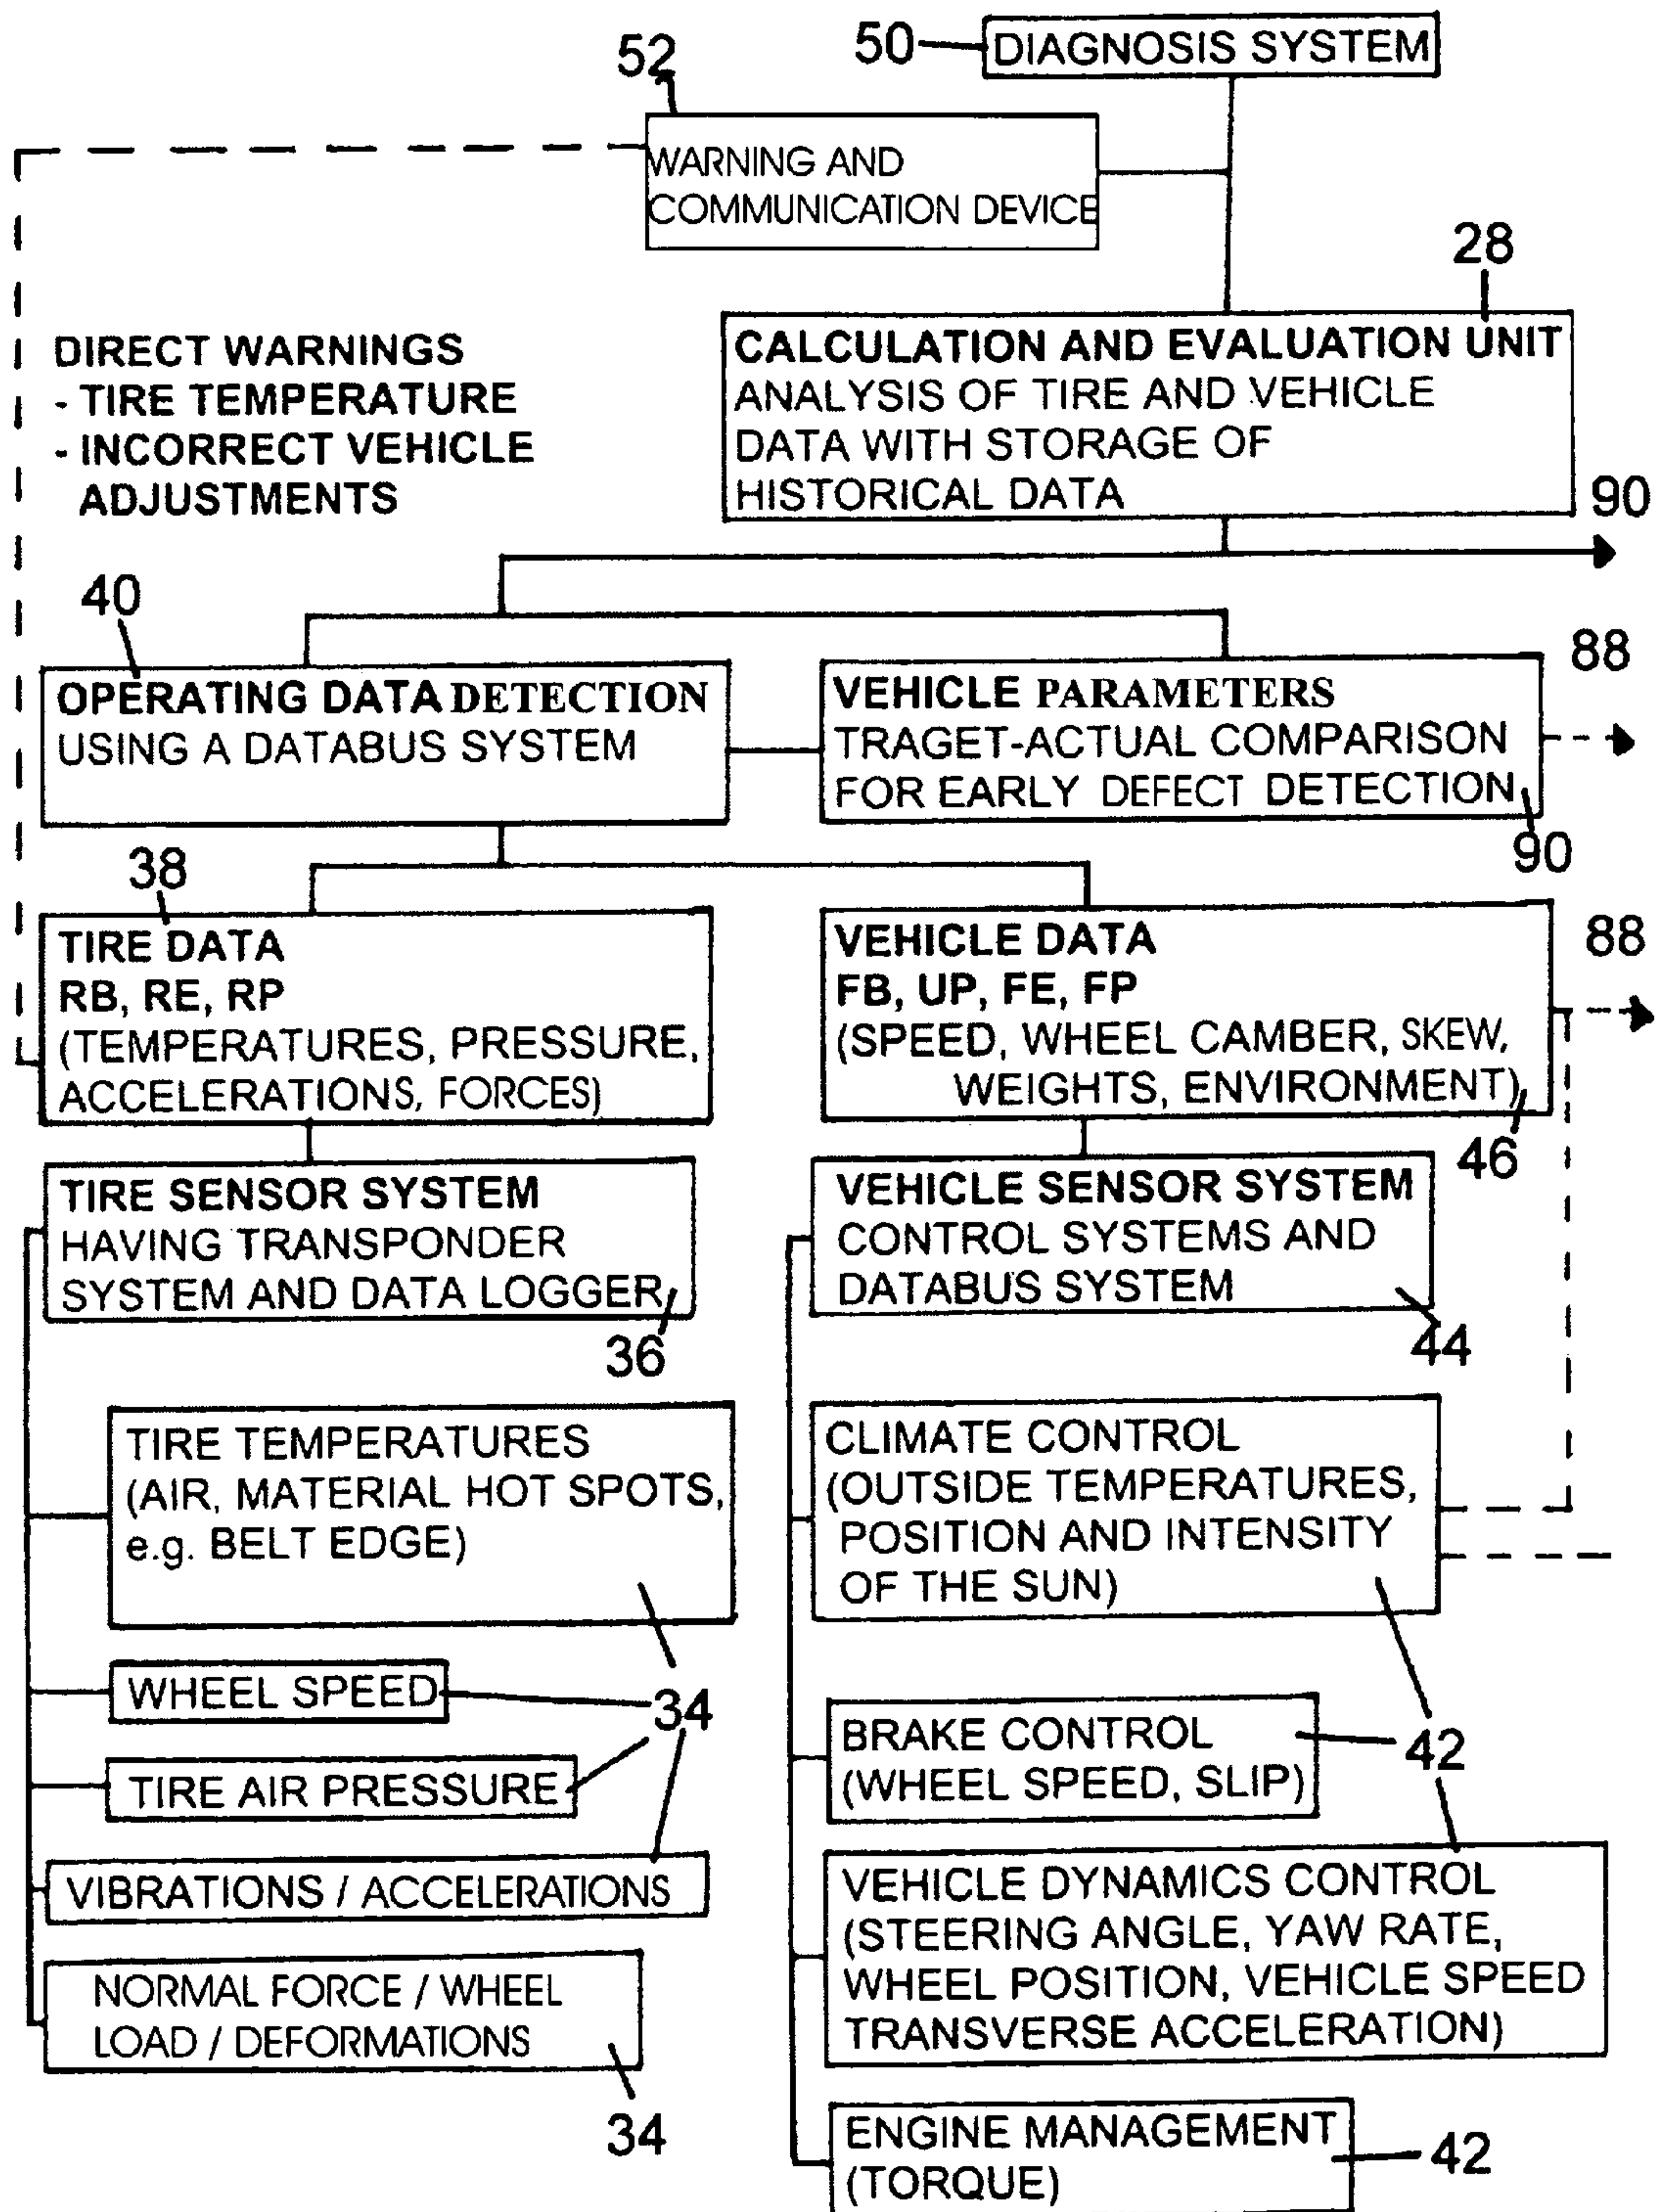 50
DIAGNOSIS SYSTEM
52
WARNING AND
COMMUNICATION DEVICE
28
DIRECT WARNINGS
- TIRE TEMPERATURE
- INCORRECT VEHICLE
ADJUSTMENTS
CALCULATION AND EVALUATION UNIT
ANALYSIS OF TIRE AND VEHICLE
DATA WITH STORAGE OF
HISTORICAL DATA
90
40
OPERATING DATA DETECTION
USING A DATABUS SYSTEM
88
VEHICLE PARAMETERS
TRAGET-ACTUAL COMPARISON
FOR EARLY DEFECT DETECTION
90
38
TIRE DATA
RB, RE, RP
(TEMPERATURES, PRESSURE,
ACCELERATIONS, FORCES)
88
VEHICLE DATA
FB, UP, FE, FP
(SPEED, WHEEL CAMBER, SKEW,
WEIGHTS, ENVIRONMENT)
46
TIRE SENSOR SYSTEM
HAVING TRANSPONDER
SYSTEM AND DATA LOGGER
36
VEHICLE SENSOR SYSTEM
CONTROL SYSTEMS AND
DATABUS SYSTEM
44
TIRE TEMPERATURES
(AIR, MATERIAL HOT SPOTS,
e.g. BELT EDGE)
CLIMATE CONTROL
(OUTSIDE TEMPERATURES,
POSITION AND INTENSITY
OF THE SUN)
WHEEL SPEED
34
TIRE AIR PRESSURE
BRAKE CONTROL
(WHEEL SPEED, SLIP)
42
VIBRATIONS / ACCELERATIONS
VEHICLE DYNAMICS CONTROL
(STEERING ANGLE, YAW RATE,
WHEEL POSITION, VEHICLE SPEED
TRANSVERSE ACCELERATION)
NORMAL FORCE / WHEEL
LOAD / DEFORMATIONS
34
ENGINE MANAGEMENT
(TORQUE)
42